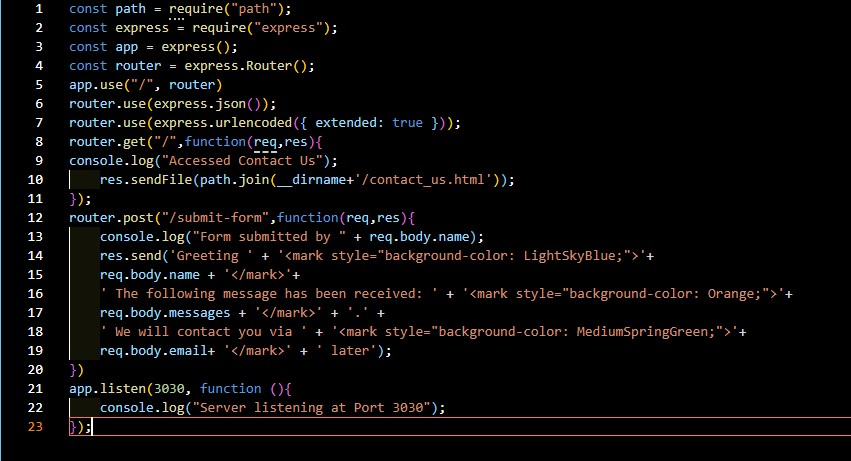 1 const path = require("path");
2 const express = require("express");
3 const app = express();
4 const router = express.Router();
5 app.use("/", router)
6 router.use(express.json());
7 router.use(express.urlencoded({ extended: true }));
8 router.get("/",function(req,res){
9 console.log("Accessed Contact Us");
10     res.sendFile(path.join(__dirname+'/contact_us.html'));
11 });
12 router.post("/submit-form",function(req,res){
13     console.log("Form submitted by " + req.body.name);
14     res.send('Greeting ' + '<mark style="background-color: LightSkyBlue;">'+
15     req.body.name + '</mark>'+
16     ' The following message has been received: ' + '<mark style="background-color: Orange;">'+
17     req.body.messages + '</mark>' + '.' +
18     ' We will contact you via ' + '<mark style="background-color: MediumSpringGreen;">'+
19     req.body.email+ '</mark>' + ' later');
20 })
21 app.listen(3030, function (){
22     console.log("Server listening at Port 3030");
23 });